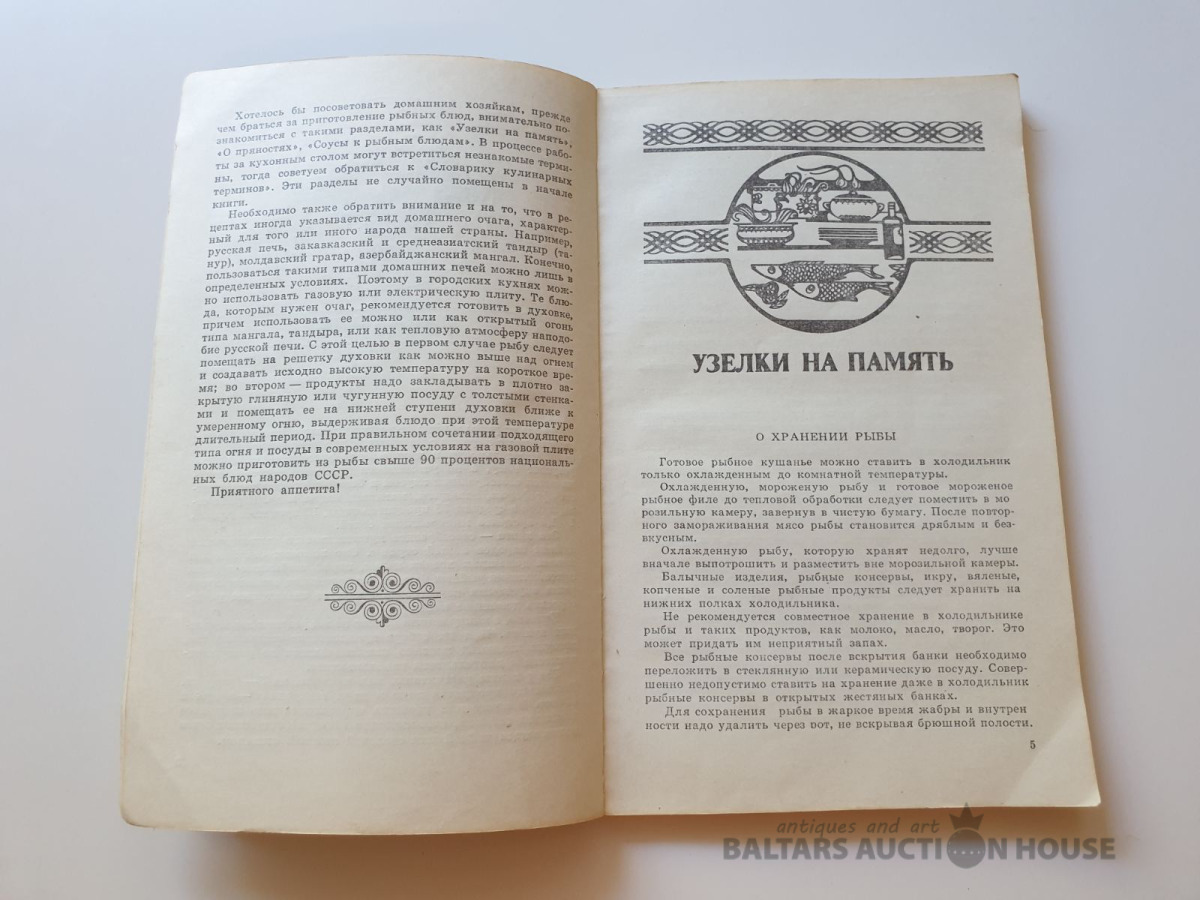 Хотелось бы посоветовать домашним хозяйкам, прежде
чем браться за приготовление рыбных блюд, внимательно по-
знакомиться с такими разделами, как «Узелки на память»,
«О пряностях», «Соусы к рыбным блюдам». В процессе рабо-
ты за кухонным столом могут встретиться незнакомые терми-
ны, тогда советуем обратиться к «Словарику кулинарных
терминов». Эти разделы не случайно помещены в начале
книги.
Необходимо также обратить внимание и на то, что в ре-
цептах иногда указывается вид домашнего очага, характер-
ный для того или иного народа нашей страны. Например,
русская печь, закавказский и среднеазиатский тандыр (та-
нур), молдавский гратар, азербайджанский мангал. Конечно,
пользоваться такими типами домашних печей можно лишь в
определенных условиях. Поэтому в городских кухнях мож-
но использовать газовую или электрическую плиту. Те блю-
да, которым нужен очаг, рекомендуется готовить в духовке,
причем использовать ее можно или как открытый огонь
типа мангала, тандыра, или как тепловую атмосферу наподо-
бие русской печи. С этой целью в первом случае рыбу следует
помещать на решетку духовки как можно выше над огнем
и создавать исходно высокую температуру на короткое вре-
мя; во втором — продукты надо закладывать в плотно за-
крытую глиняную или чугунную посуду с толстыми стенка-
ми и помещать ее на нижней ступени духовки ближе к
умеренному огню, выдерживая блюдо при этой температуре
длительный период. При правильном сочетании подходящего
типа огня и посуды в современных условиях на газовой плите
можно приготовить из рыбы свыше 90 процентов националь-
ных блюд народов СССР.
Приятного аппетита!
УЗЕЛКИ НА ПАМЯТЬ
О ХРАНЕНИИ РЫБЫ
Готовое рыбное кушанье можно ставить в холодильник
только охлажденным до комнатной температуры.
Охлажденную, мороженую рыбу и готовое мороженое
рыбное филе до тепловой обработки следует поместить в мо
розильную камеру, завернув в чистую бумагу. После повтор-
ного замораживания мясо рыбы становится дряблым и без-
вкусным.
Охлажденную рыбу, которую хранят недолго, лучше
вначале выпотрошить и разместить вне морозильной камеры.
Балычные изделия, рыбные консервы, икру, вяленые,
копченые и соленые рыбные продукты следует хранить на
нижних полках холодильника.
Не рекомендуется совместное хранение в холодильнике
рыбы и таких продуктов, как молоко, масло, творог. Это
может придать им неприятный запах.
Все рыбные консервы после вскрытия банки необходимо
переложить в стеклянную или керамическую посуду. Совер-
шенно недопустимо ставить на хранение даже в холодильник
рыбные консервы в открытых жестяных банках.
Для сохранения рыбы в жаркое время жабры и внутрен
ности надо удалить через рот, не вскрывая брюшной полости.
5
antiques and art
BALTARS AUCTION HOUSE